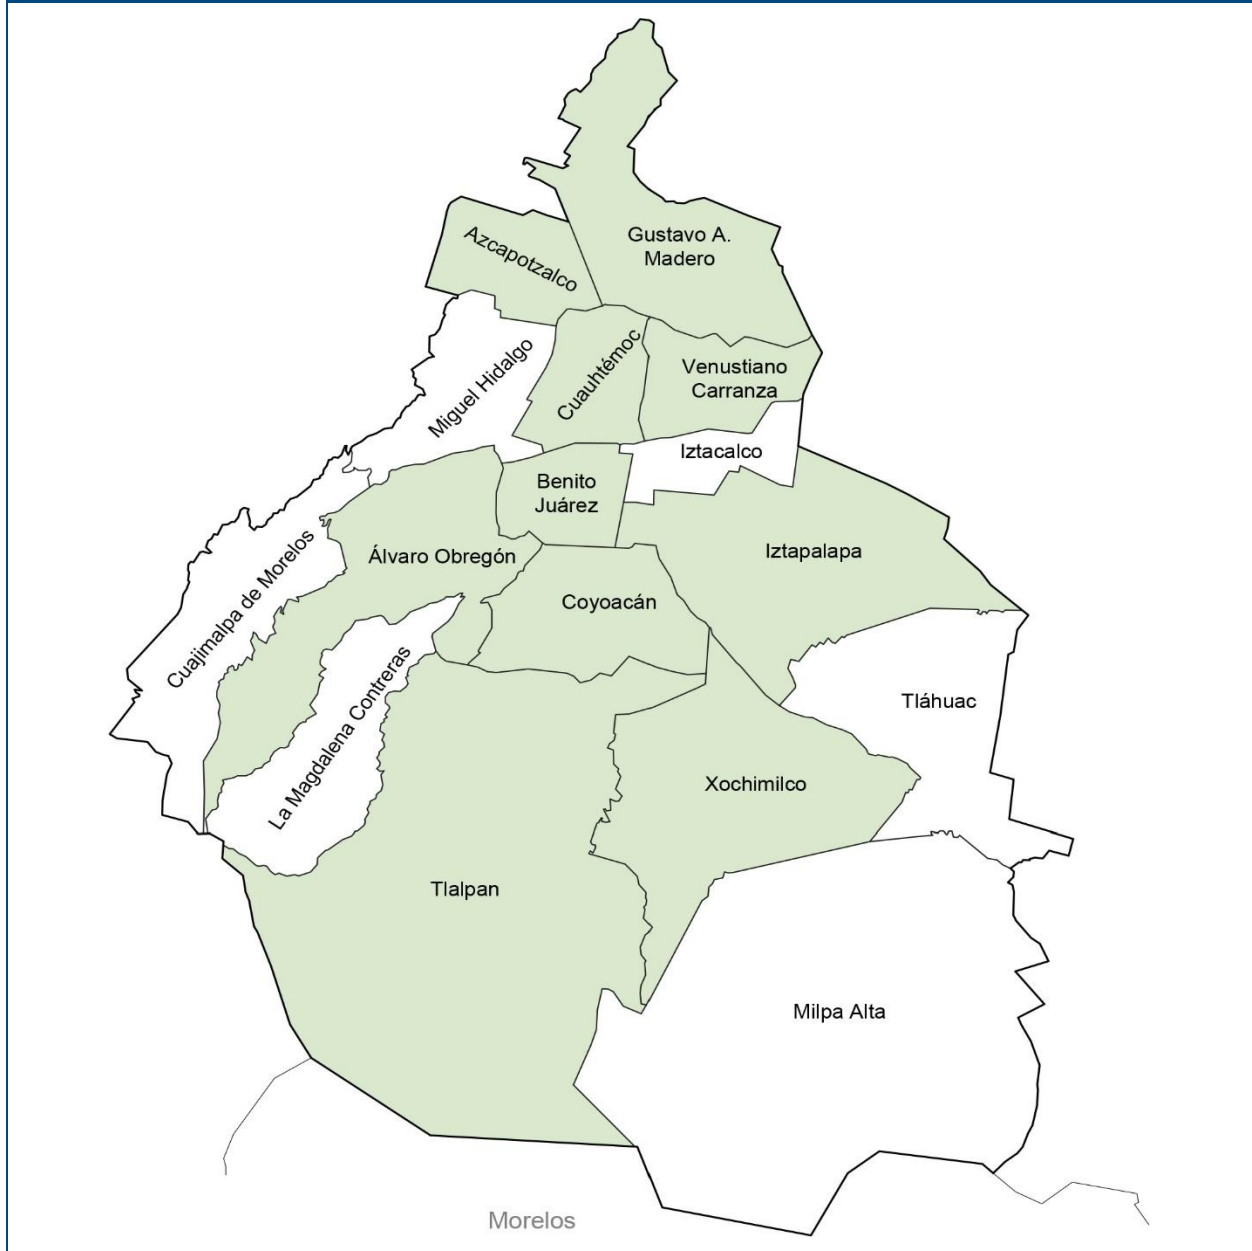 Gustavo A.
Madero
Azcapotzalco
Miguel Hidalgo
Cuauhtémoc
Venustiano
Carranza
Iztacalco
Benito
Juárez
Iztapalapa
Álvaro Obregón
Coyoacán
Cuajimalpa de Morelos
La Magdalena Contreras
Tláhuac
Xochimilco
Tlalpan
Milpa Alta
Morelos